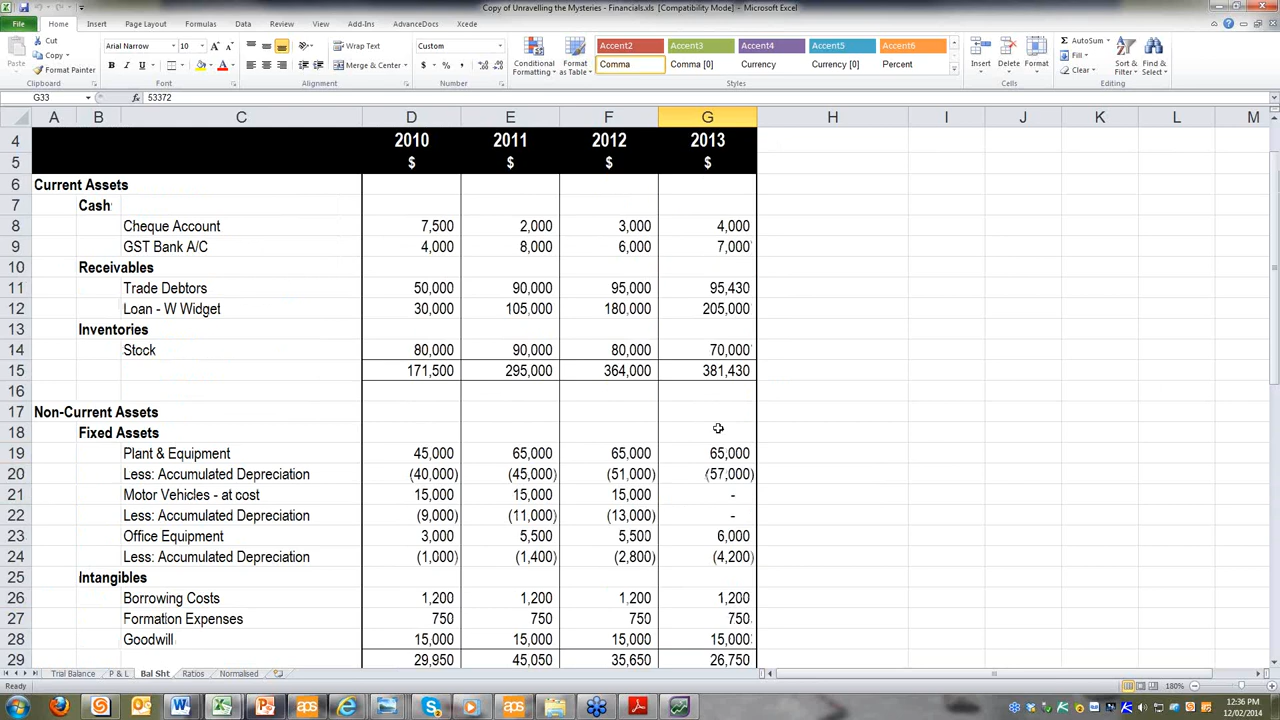 Copy of Unravelling the Mysteries - Financials.xls [Compatibility Mode] - Microsoft Excel
File Home Insert Page Layout Formulas Data Review View Add-Ins AdvanceDocs Xcede
Cut Arial Narrow 10 Wrap Text Custom Accent2 Accent3 Accent4 Accent5 Accent6 AutoSum
Copy Fill
Paste Format Painter B I U Merge & Center $ % , Conditional Formatting Format as Table Comma Comma [0] Currency Currency [0] Percent Insert Delete Format Clear Sort & Filter Find & Select
Clipboard Font Alignment Number Styles Cells Editing
G33 fx 53372
A B C D E F G H I J K L M
4 2010 2011 2012 2013
5 $ $ $ $
6 Current Assets
7 Cash
8 Cheque Account 7,500 2,000 3,000 4,000
9 GST Bank A/C 4,000 8,000 6,000 7,000
10 Receivables
11 Trade Debtors 50,000 90,000 95,000 95,430
12 Loan - W Widget 30,000 105,000 180,000 205,000
13 Inventories
14 Stock 80,000 90,000 80,000 70,000
15 171,500 295,000 364,000 381,430
16
17 Non-Current Assets
18 Fixed Assets
19 Plant & Equipment 45,000 65,000 65,000 65,000
20 Less: Accumulated Depreciation (40,000) (45,000) (51,000) (57,000)
21 Motor Vehicles - at cost 15,000 15,000 15,000 -
22 Less: Accumulated Depreciation (9,000) (11,000) (13,000) -
23 Office Equipment 3,000 5,500 5,500 6,000
24 Less: Accumulated Depreciation (1,000) (1,400) (2,800) (4,200)
25 Intangibles
26 Borrowing Costs 1,200 1,200 1,200 1,200
27 Formation Expenses 750 750 750 750
28 Goodwill 15,000 15,000 15,000 15,000
29 29,950 45,050 35,650 26,750
Trial Balance P & L Bal Sht Ratios Normalised
Ready 180%
aps aps
12:36 PM
12/02/2014